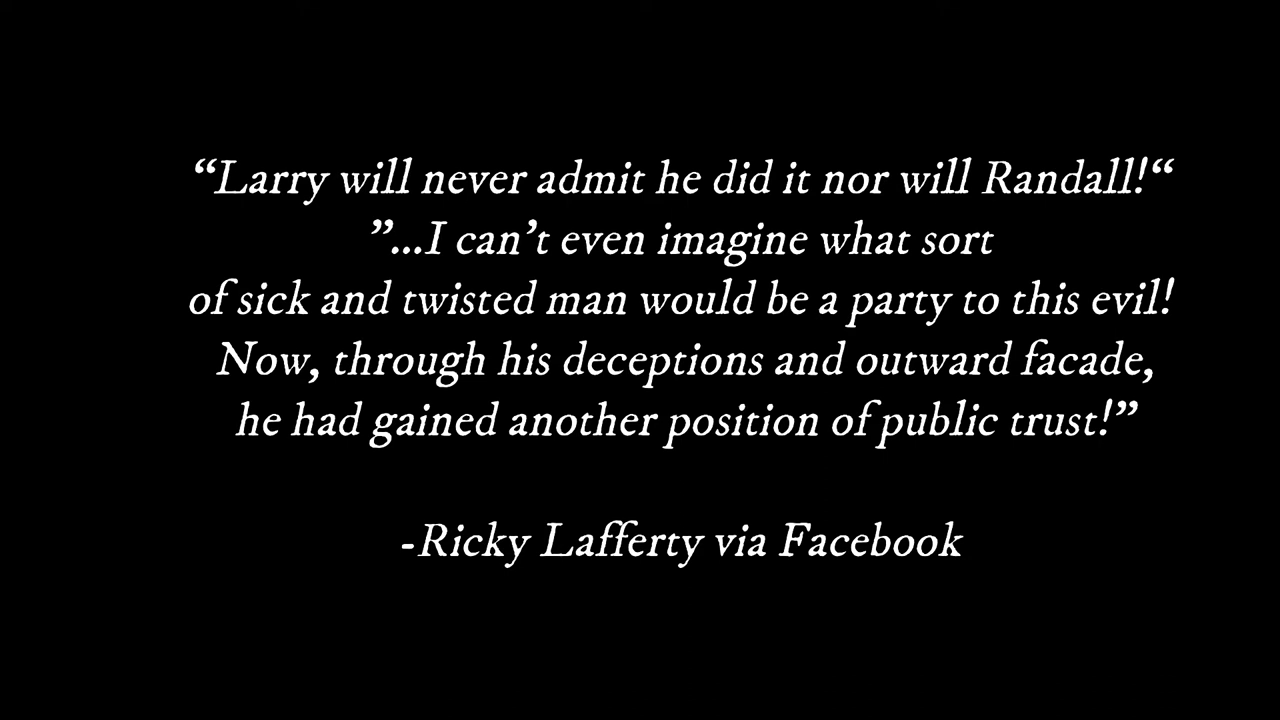 “Larry will never admit he did it nor will Randall!“
”...I can’t even imagine what sort
of sick and twisted man would be a party to this evil!
Now, through his deceptions and outward facade,
he had gained another position of public trust!”
-Ricky Lafferty via Facebook